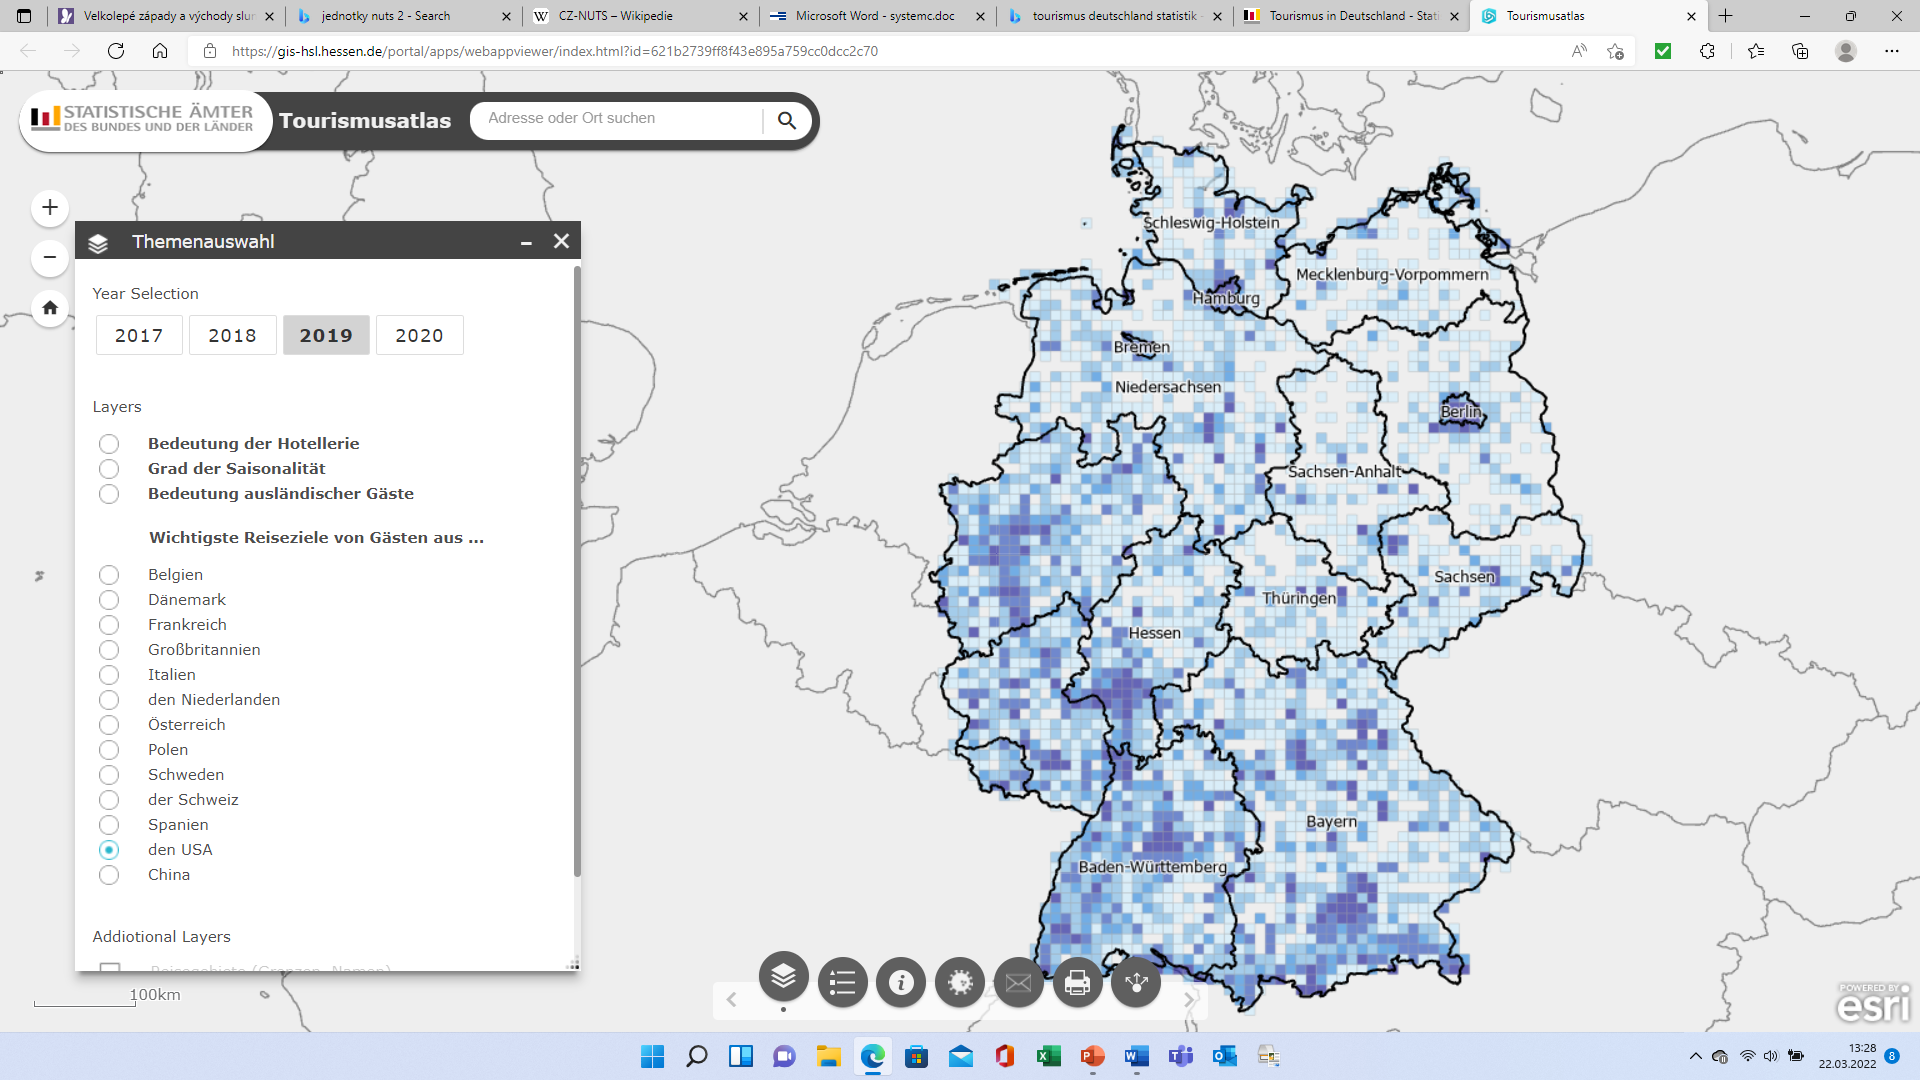 Velkolepé západy a východy slun
jednotky nuts 2 - Search
CZ-NUTS – Wikipedie
Microsoft Word - systemc.doc
tourismus deutschland statistik -
Tourismus in Deutschland - Stati
Tourismusatlas
https://gis-hsl.hessen.de/portal/apps/webappviewer/index.html?id=621b2739ff8f43e895a759cc0dcc2c70
STATISTISCHE ÄMTER
DES BUNDES UND DER LÄNDER
Tourismusatlas
Adresse oder Ort suchen
Themenauswahl
Year Selection
2017 2018 2019 2020
Layers
Bedeutung der Hotellerie
Grad der Saisonalität
Bedeutung ausländischer Gäste
Wichtigste Reiseziele von Gästen aus ...
Belgien
Dänemark
Frankreich
Großbritannien
Italien
den Niederlanden
Österreich
Polen
Schweden
der Schweiz
Spanien
den USA
China
Addiotional Layers
Reisegebiete (Grenzen, Namen)
100km
Schleswig-Holstein
Mecklenburg-Vorpommern
Hamburg
Bremen
Niedersachsen
Berlin
Sachsen-Anhalt
Sachsen
Thüringen
Hessen
Bayern
Baden-Württemberg
POWERED BY
esri
13:28
22.03.2022
8